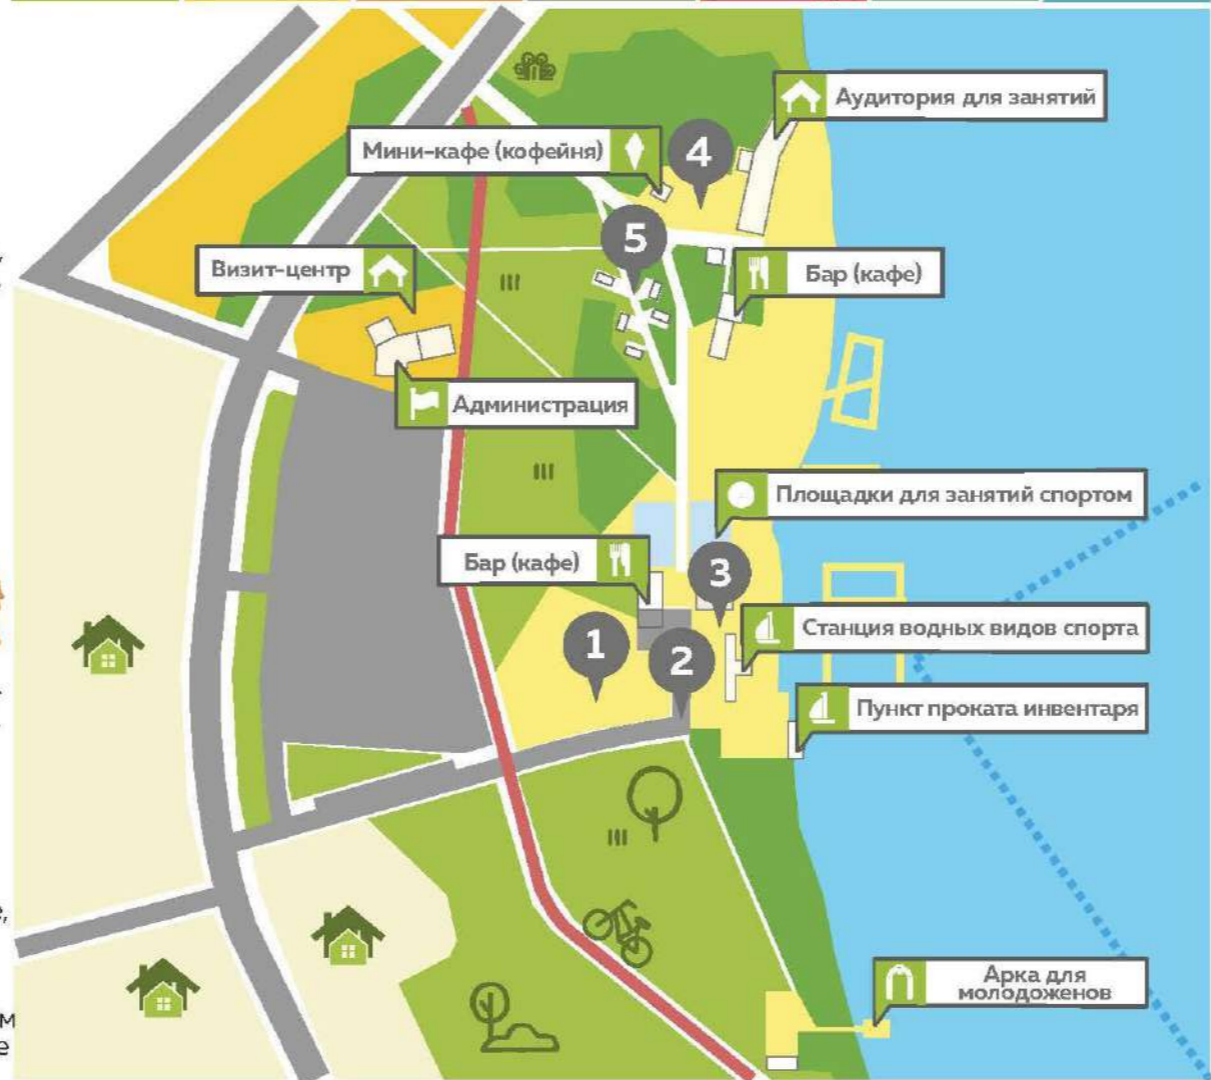 Аудитория для занятий
Мини-кафе (кофейня)
4
5
Визит-центр
Бар (кафе)
Администрация
Площадки для занятий спортом
Бар (кафе)
3
Станция водных видов спорта
1
2
Пункт проката инвентаря
Арка для
молодоженов